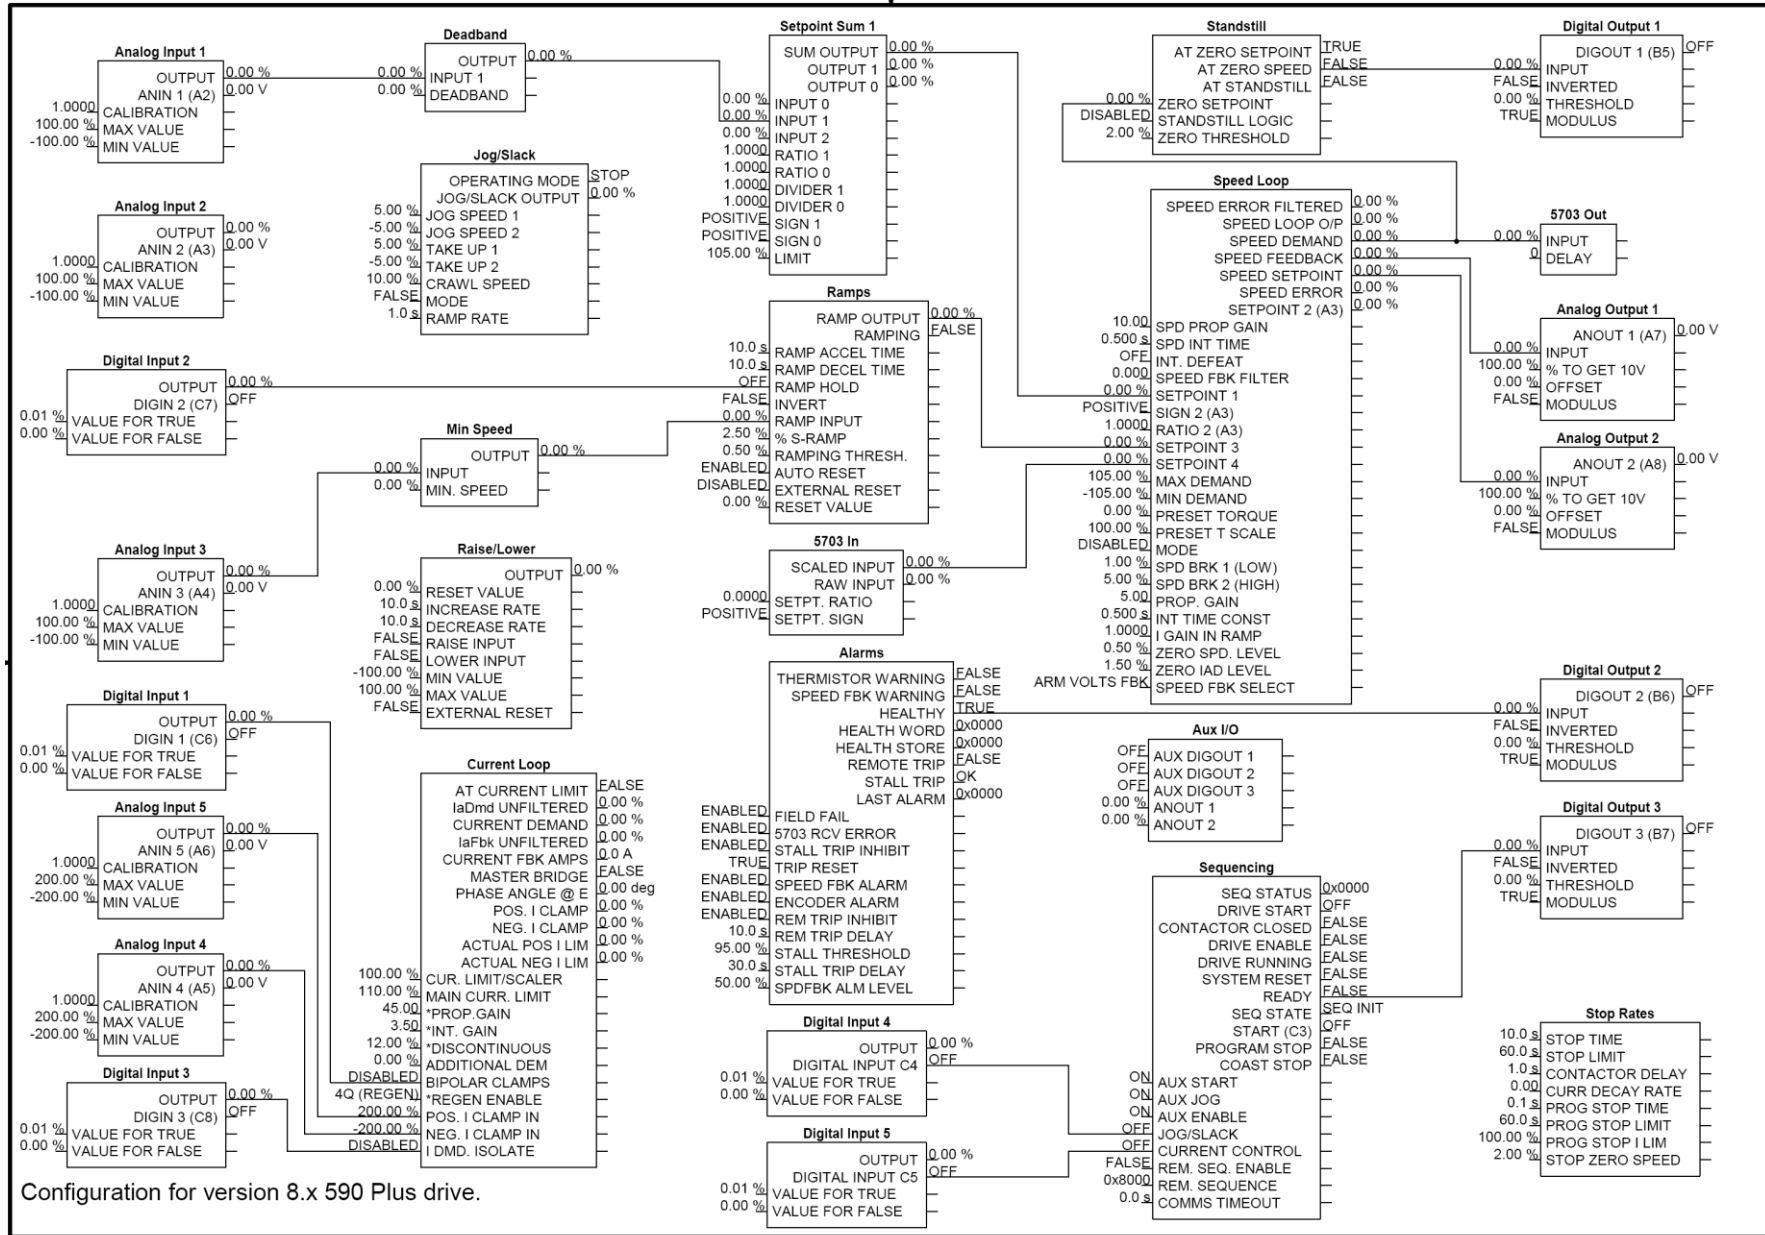 Analog Input 1
OUTPUT 0.00 %
ANIN 1 (A2) 0.00 V
1.0000 CALIBRATION
100.00 % MAX VALUE
-100.00 % MIN VALUE
Analog Input 2
OUTPUT 0.00 %
ANIN 2 (A3) 0.00 V
1.0000 CALIBRATION
100.00 % MAX VALUE
-100.00 % MIN VALUE
Digital Input 2
OUTPUT 0.00 %
DIGIN 2 (C7) OFF
0.01 % VALUE FOR TRUE
0.00 % VALUE FOR FALSE
Analog Input 3
OUTPUT 0.00 %
ANIN 3 (A4) 0.00 V
1.0000 CALIBRATION
100.00 % MAX VALUE
-100.00 % MIN VALUE
Digital Input 1
OUTPUT 0.00 %
DIGIN 1 (C6) OFF
0.01 % VALUE FOR TRUE
0.00 % VALUE FOR FALSE
Analog Input 5
OUTPUT 0.00 %
ANIN 5 (A6) 0.00 V
1.0000 CALIBRATION
200.00 % MAX VALUE
-200.00 % MIN VALUE
Analog Input 4
OUTPUT 0.00 %
ANIN 4 (A5) 0.00 V
1.0000 CALIBRATION
200.00 % MAX VALUE
-200.00 % MIN VALUE
Digital Input 3
OUTPUT 0.00 %
DIGIN 3 (C8) OFF
0.01 % VALUE FOR TRUE
0.00 % VALUE FOR FALSE
Deadband
OUTPUT 0.00 %
0.00 % INPUT 1
0.00 % DEADBAND
Jog/Slack
OPERATING MODE STOP
JOG/SLACK OUTPUT 0.00 %
5.00 % JOG SPEED 1
-5.00 % JOG SPEED 2
5.00 % TAKE UP 1
-5.00 % TAKE UP 2
10.00 % CRAWL SPEED
FALSE MODE
1.0 s RAMP RATE
Min Speed
OUTPUT 0.00 %
0.00 % INPUT
0.00 % MIN. SPEED
Raise/Lower
OUTPUT 0.00 %
0.00 % RESET VALUE
10.0 s INCREASE RATE
10.0 s DECREASE RATE
FALSE RAISE INPUT
FALSE LOWER INPUT
-100.00 % MIN VALUE
100.00 % MAX VALUE
FALSE EXTERNAL RESET
Current Loop
AT CURRENT LIMIT FALSE
IaDmd UNFILTERED 0.00 %
CURRENT DEMAND 0.00 %
IaFbk UNFILTERED 0.00 %
CURRENT FBK AMPS 0.0 A
MASTER BRIDGE FALSE
PHASE ANGLE @ E 0.00 deg
POS. I CLAMP 0.00 %
NEG. I CLAMP 0.00 %
ACTUAL POS I LIM 0.00 %
ACTUAL NEG I LIM 0.00 %
100.00 % CUR. LIMIT/SCALER
110.00 % MAIN CURR. LIMIT
45.00 *PROP.GAIN
3.50 *INT. GAIN
12.00 % *DISCONTINUOUS
0.00 % ADDITIONAL DEM
DISABLED BIPOLAR CLAMPS
4Q (REGEN) *REGEN ENABLE
200.00 % POS. I CLAMP IN
-200.00 % NEG. I CLAMP IN
DISABLED I DMD. ISOLATE
Setpoint Sum 1
SUM OUTPUT 0.00 %
OUTPUT 1 0.00 %
OUTPUT 0 0.00 %
0.00 % INPUT 0
0.00 % INPUT 1
0.00 % INPUT 2
1.0000 RATIO 1
1.0000 RATIO 0
1.0000 DIVIDER 1
1.0000 DIVIDER 0
POSITIVE SIGN 1
POSITIVE SIGN 0
105.00 % LIMIT
Ramps
RAMP OUTPUT 0.00 %
RAMPING FALSE
10.0 s RAMP ACCEL TIME
10.0 s RAMP DECEL TIME
OFF RAMP HOLD
FALSE INVERT
0.00 % RAMP INPUT
2.50 % % S-RAMP
0.50 % RAMPING THRESH.
ENABLED AUTO RESET
DISABLED EXTERNAL RESET
0.00 % RESET VALUE
5703 In
SCALED INPUT 0.00 %
RAW INPUT 0.00 %
0.0000 SETPT. RATIO
POSITIVE SETPT. SIGN
Alarms
THERMISTOR WARNING FALSE
SPEED FBK WARNING FALSE
HEALTHY TRUE
HEALTH WORD 0x0000
HEALTH STORE 0x0000
REMOTE TRIP FALSE
STALL TRIP OK
LAST ALARM 0x0000
ENABLED FIELD FAIL
ENABLED 5703 RCV ERROR
ENABLED STALL TRIP INHIBIT
TRUE TRIP RESET
ENABLED SPEED FBK ALARM
ENABLED ENCODER ALARM
ENABLED REM TRIP INHIBIT
10.0 s REM TRIP DELAY
95.00 % STALL THRESHOLD
30.0 s STALL TRIP DELAY
50.00 % SPDFBK ALM LEVEL
Digital Input 4
OUTPUT 0.00 %
DIGITAL INPUT C4 OFF
0.01 % VALUE FOR TRUE
0.00 % VALUE FOR FALSE
Digital Input 5
OUTPUT 0.00 %
DIGITAL INPUT C5 OFF
0.01 % VALUE FOR TRUE
0.00 % VALUE FOR FALSE
Standstill
AT ZERO SETPOINT TRUE
AT ZERO SPEED FALSE
AT STANDSTILL FALSE
0.00 % ZERO SETPOINT
DISABLED STANDSTILL LOGIC
2.00 % ZERO THRESHOLD
Speed Loop
SPEED ERROR FILTERED 0.00 %
SPEED LOOP O/P 0.00 %
SPEED DEMAND 0.00 %
SPEED FEEDBACK 0.00 %
SPEED SETPOINT 0.00 %
SPEED ERROR 0.00 %
SETPOINT 2 (A3) 0.00 %
10.00 SPD PROP GAIN
0.500 s SPD INT TIME
OFF INT. DEFEAT
0.000 SPEED FBK FILTER
0.00 % SETPOINT 1
POSITIVE SIGN 2 (A3)
1.0000 RATIO 2 (A3)
0.00 % SETPOINT 3
0.00 % SETPOINT 4
105.00 % MAX DEMAND
-105.00 % MIN DEMAND
0.00 % PRESET TORQUE
100.00 % PRESET T SCALE
DISABLED MODE
1.00 % SPD BRK 1 (LOW)
5.00 % SPD BRK 2 (HIGH)
5.00 PROP. GAIN
0.500 s INT TIME CONST
1.0000 I GAIN IN RAMP
0.50 % ZERO SPD. LEVEL
1.50 % ZERO IAD LEVEL
ARM VOLTS FBK SPEED FBK SELECT
Aux I/O
OFF AUX DIGOUT 1
OFF AUX DIGOUT 2
OFF AUX DIGOUT 3
0.00 % ANOUT 1
0.00 % ANOUT 2
Sequencing
SEQ STATUS 0x0000
DRIVE START OFF
CONTACTOR CLOSED FALSE
DRIVE ENABLE FALSE
DRIVE RUNNING FALSE
SYSTEM RESET FALSE
READY FALSE
SEQ STATE SEQ INIT
START (C3) OFF
PROGRAM STOP FALSE
COAST STOP FALSE
ON AUX START
ON AUX JOG
ON AUX ENABLE
OFF JOG/SLACK
OFF CURRENT CONTROL
FALSE REM. SEQ. ENABLE
0x8000 REM. SEQUENCE
0.0 s COMMS TIMEOUT
Digital Output 1
DIGOUT 1 (B5) OFF
0.00 % INPUT
FALSE INVERTED
0.00 % THRESHOLD
TRUE MODULUS
5703 Out
0.00 % INPUT
0 DELAY
Analog Output 1
ANOUT 1 (A7) 0.00 V
0.00 % INPUT
100.00 % % TO GET 10V
0.00 % OFFSET
FALSE MODULUS
Analog Output 2
ANOUT 2 (A8) 0.00 V
0.00 % INPUT
100.00 % % TO GET 10V
0.00 % OFFSET
FALSE MODULUS
Digital Output 2
DIGOUT 2 (B6) OFF
0.00 % INPUT
FALSE INVERTED
0.00 % THRESHOLD
TRUE MODULUS
Digital Output 3
DIGOUT 3 (B7) OFF
0.00 % INPUT
FALSE INVERTED
0.00 % THRESHOLD
TRUE MODULUS
Stop Rates
10.0 s STOP TIME
60.0 s STOP LIMIT
1.0 s CONTACTOR DELAY
0.00 CURR DECAY RATE
0.1 s PROG STOP TIME
60.0 s PROG STOP LIMIT
100.00 % PROG STOP I LIM
2.00 % STOP ZERO SPEED
Configuration for version 8.x 590 Plus drive.